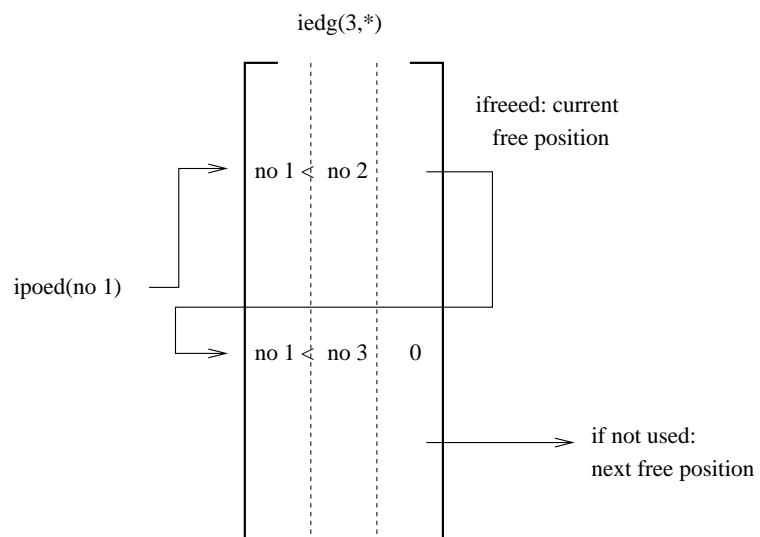 iedg(3,*)
ifreeed: current
free position
no 1 < no 2
ipoed(no 1)
no 1 < no 3 0
if not used:
next free position